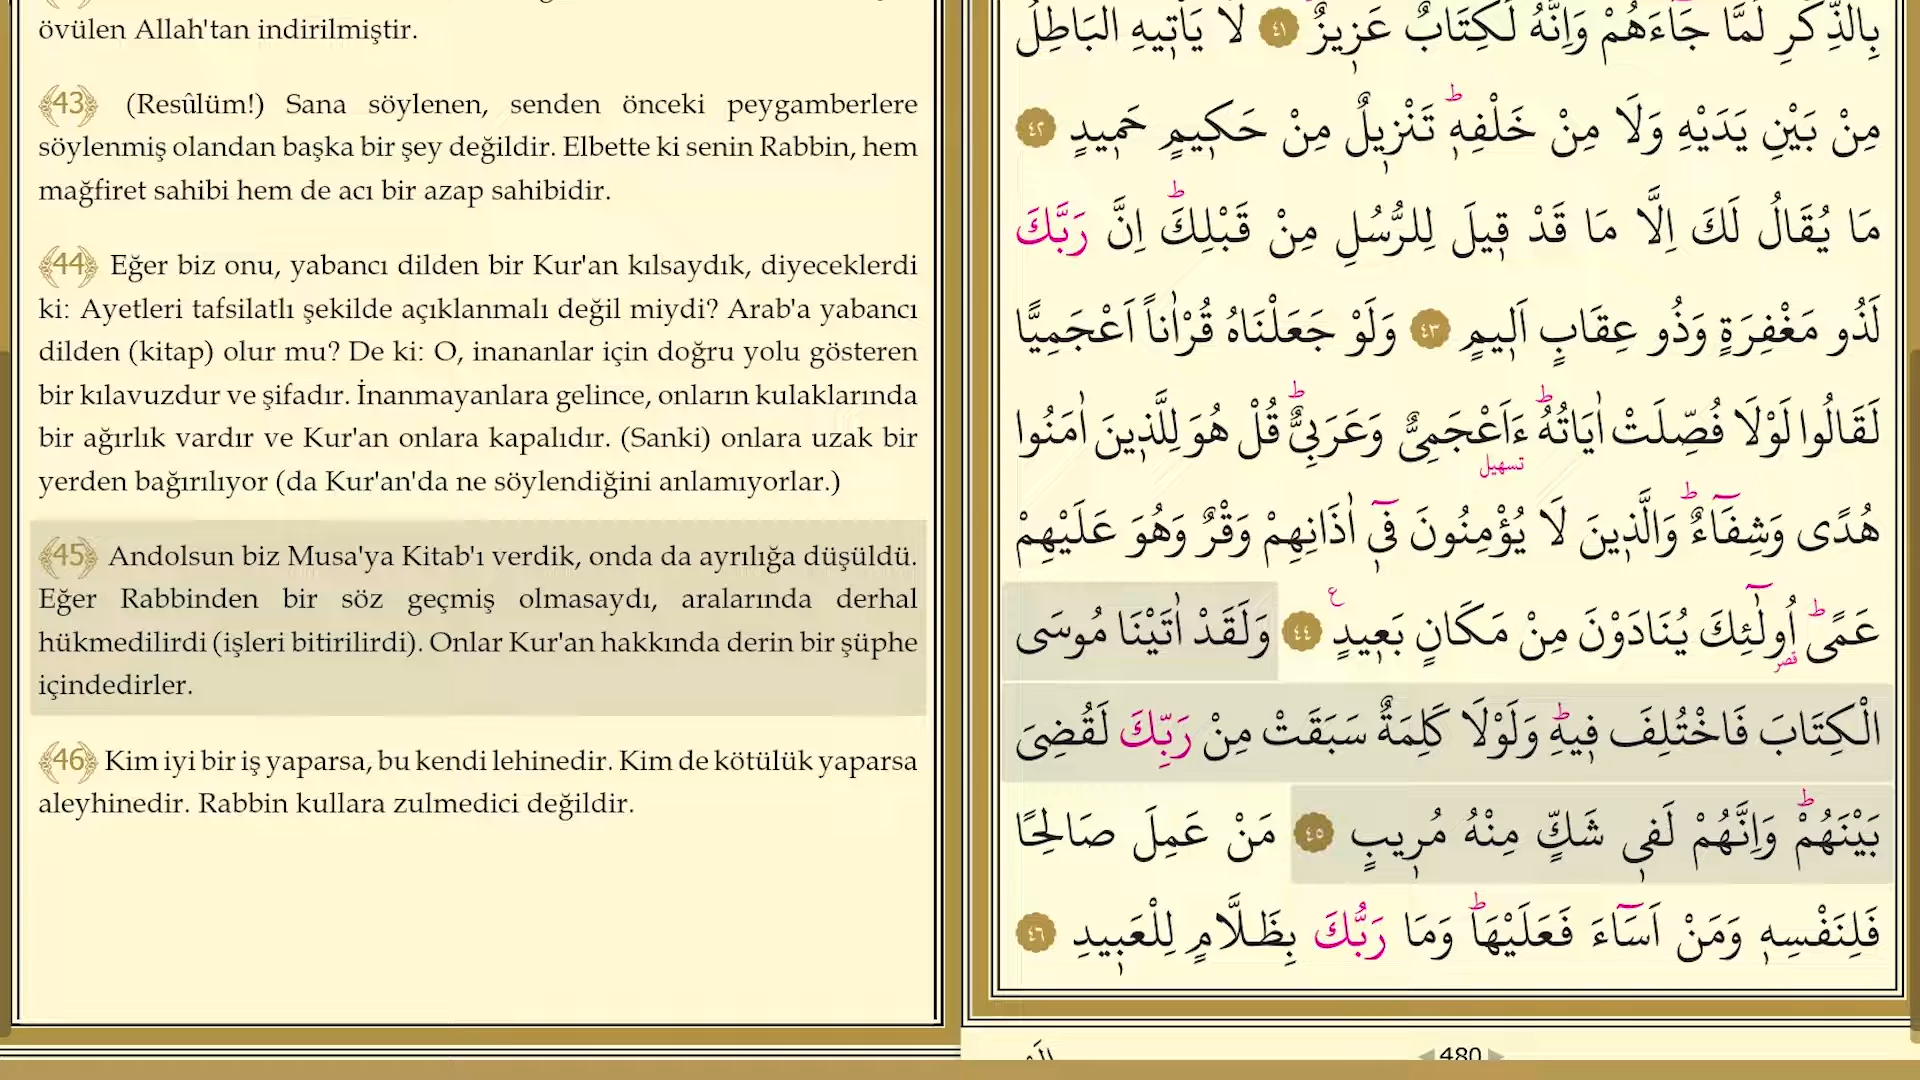 övülen Allah'tan indirilmiştir.
43 (Resûlüm!) Sana söylenen, senden önceki peygamberlere
söylenmiş olandan başka bir şey değildir. Elbette ki senin Rabbin, hem
mağfiret sahibi hem de acı bir azap sahibidir.
44 Eğer biz onu, yabancı dilden bir Kur'an kılsaydık, diyeceklerdi
ki: Ayetleri tafsilatlı şekilde açıklanmalı değil miydi? Arab'a yabancı
dilden (kitap) olur mu? De ki: O, inananlar için doğru yolu gösteren
bir kılavuzdur ve şifadır. İnanmayanlara gelince, onların kulaklarında
bir ağırlık vardır ve Kur'an onlara kapalıdır. (Sanki) onlara uzak bir
yerden bağırılıyor (da Kur'an'da ne söylendiğini anlamıyorlar.)
45 Andolsun biz Musa'ya Kitab'ı verdik, onda da ayrılığa düşüldü.
Eğer Rabbinden bir söz geçmiş olmasaydı, aralarında derhal
hükmedilirdi (işleri bitirilirdi). Onlar Kur'an hakkında derin bir şüphe
içindedirler.
46 Kim iyi bir iş yaparsa, bu kendi lehinedir. Kim de kötülük yaparsa
aleyhinedir. Rabbin kullara zulmedici değildir.
بِالذِّكْرِ لَمَّا جَٓاءَهُمْ وَاِنَّهُ لَكِتَابٌ عَزٖيزٌ ٤١ لَا يَأْتٖيهِ الْبَاطِلُ
مِنْ بَيْنِ يَدَيْهِ وَلَا مِنْ خَلْفِهٖؕ تَنْزٖيلٌ مِنْ حَكٖيمٍ حَمٖيدٍ ٤٢
مَا يُقَالُ لَكَ اِلَّا مَا قَدْ قٖيلَ لِلرُّسُلِ مِنْ قَبْلِكَؕ اِنَّ رَبَّكَ
لَذُو مَغْفِرَةٍ وَذُو عِقَابٍ اَلٖيمٍ ٤٣ وَلَوْ جَعَلْنَاهُ قُرْاٰناً اَعْجَمِيًّا
لَقَالُوا لَوْلَا فُصِّلَتْ اٰيَاتُهُؕ ءَاَعْجَمِىٌّ وَعَرَبِىٌّؕ قُلْ هُوَ لِلَّذٖينَ اٰمَنُوا
تسهيل
هُدًى وَشِفَٓاءٌؕ وَالَّذٖينَ لَا يُؤْمِنُونَ فٖٓى اٰذَانِهِمْ وَقْرٌ وَهُوَ عَلَيْهِمْ
عَمًىؕ اُولٰٓئِكَ يُنَادَوْنَ مِنْ مَكَانٍ بَعٖيدٍ ع ٤٤ وَلَقَدْ اٰتَيْنَا مُوسَى
قصر
الْكِتَابَ فَاخْتُلِفَ فٖيهِؕ وَلَوْلَا كَلِمَةٌ سَبَقَتْ مِنْ رَبِّكَ لَقُضِىَ
بَيْنَهُمْؕ وَاِنَّهُمْ لَفٖى شَكٍّ مِنْهُ مُرٖيبٍ ٤٥ مَنْ عَمِلَ صَالِحًا
فَلِنَفْسِهٖ وَمَنْ اَسَٓاءَ فَعَلَيْهَاؕ وَمَا رَبُّكَ بِظَلَّامٍ لِلْعَبٖيدِ ٤٦
480